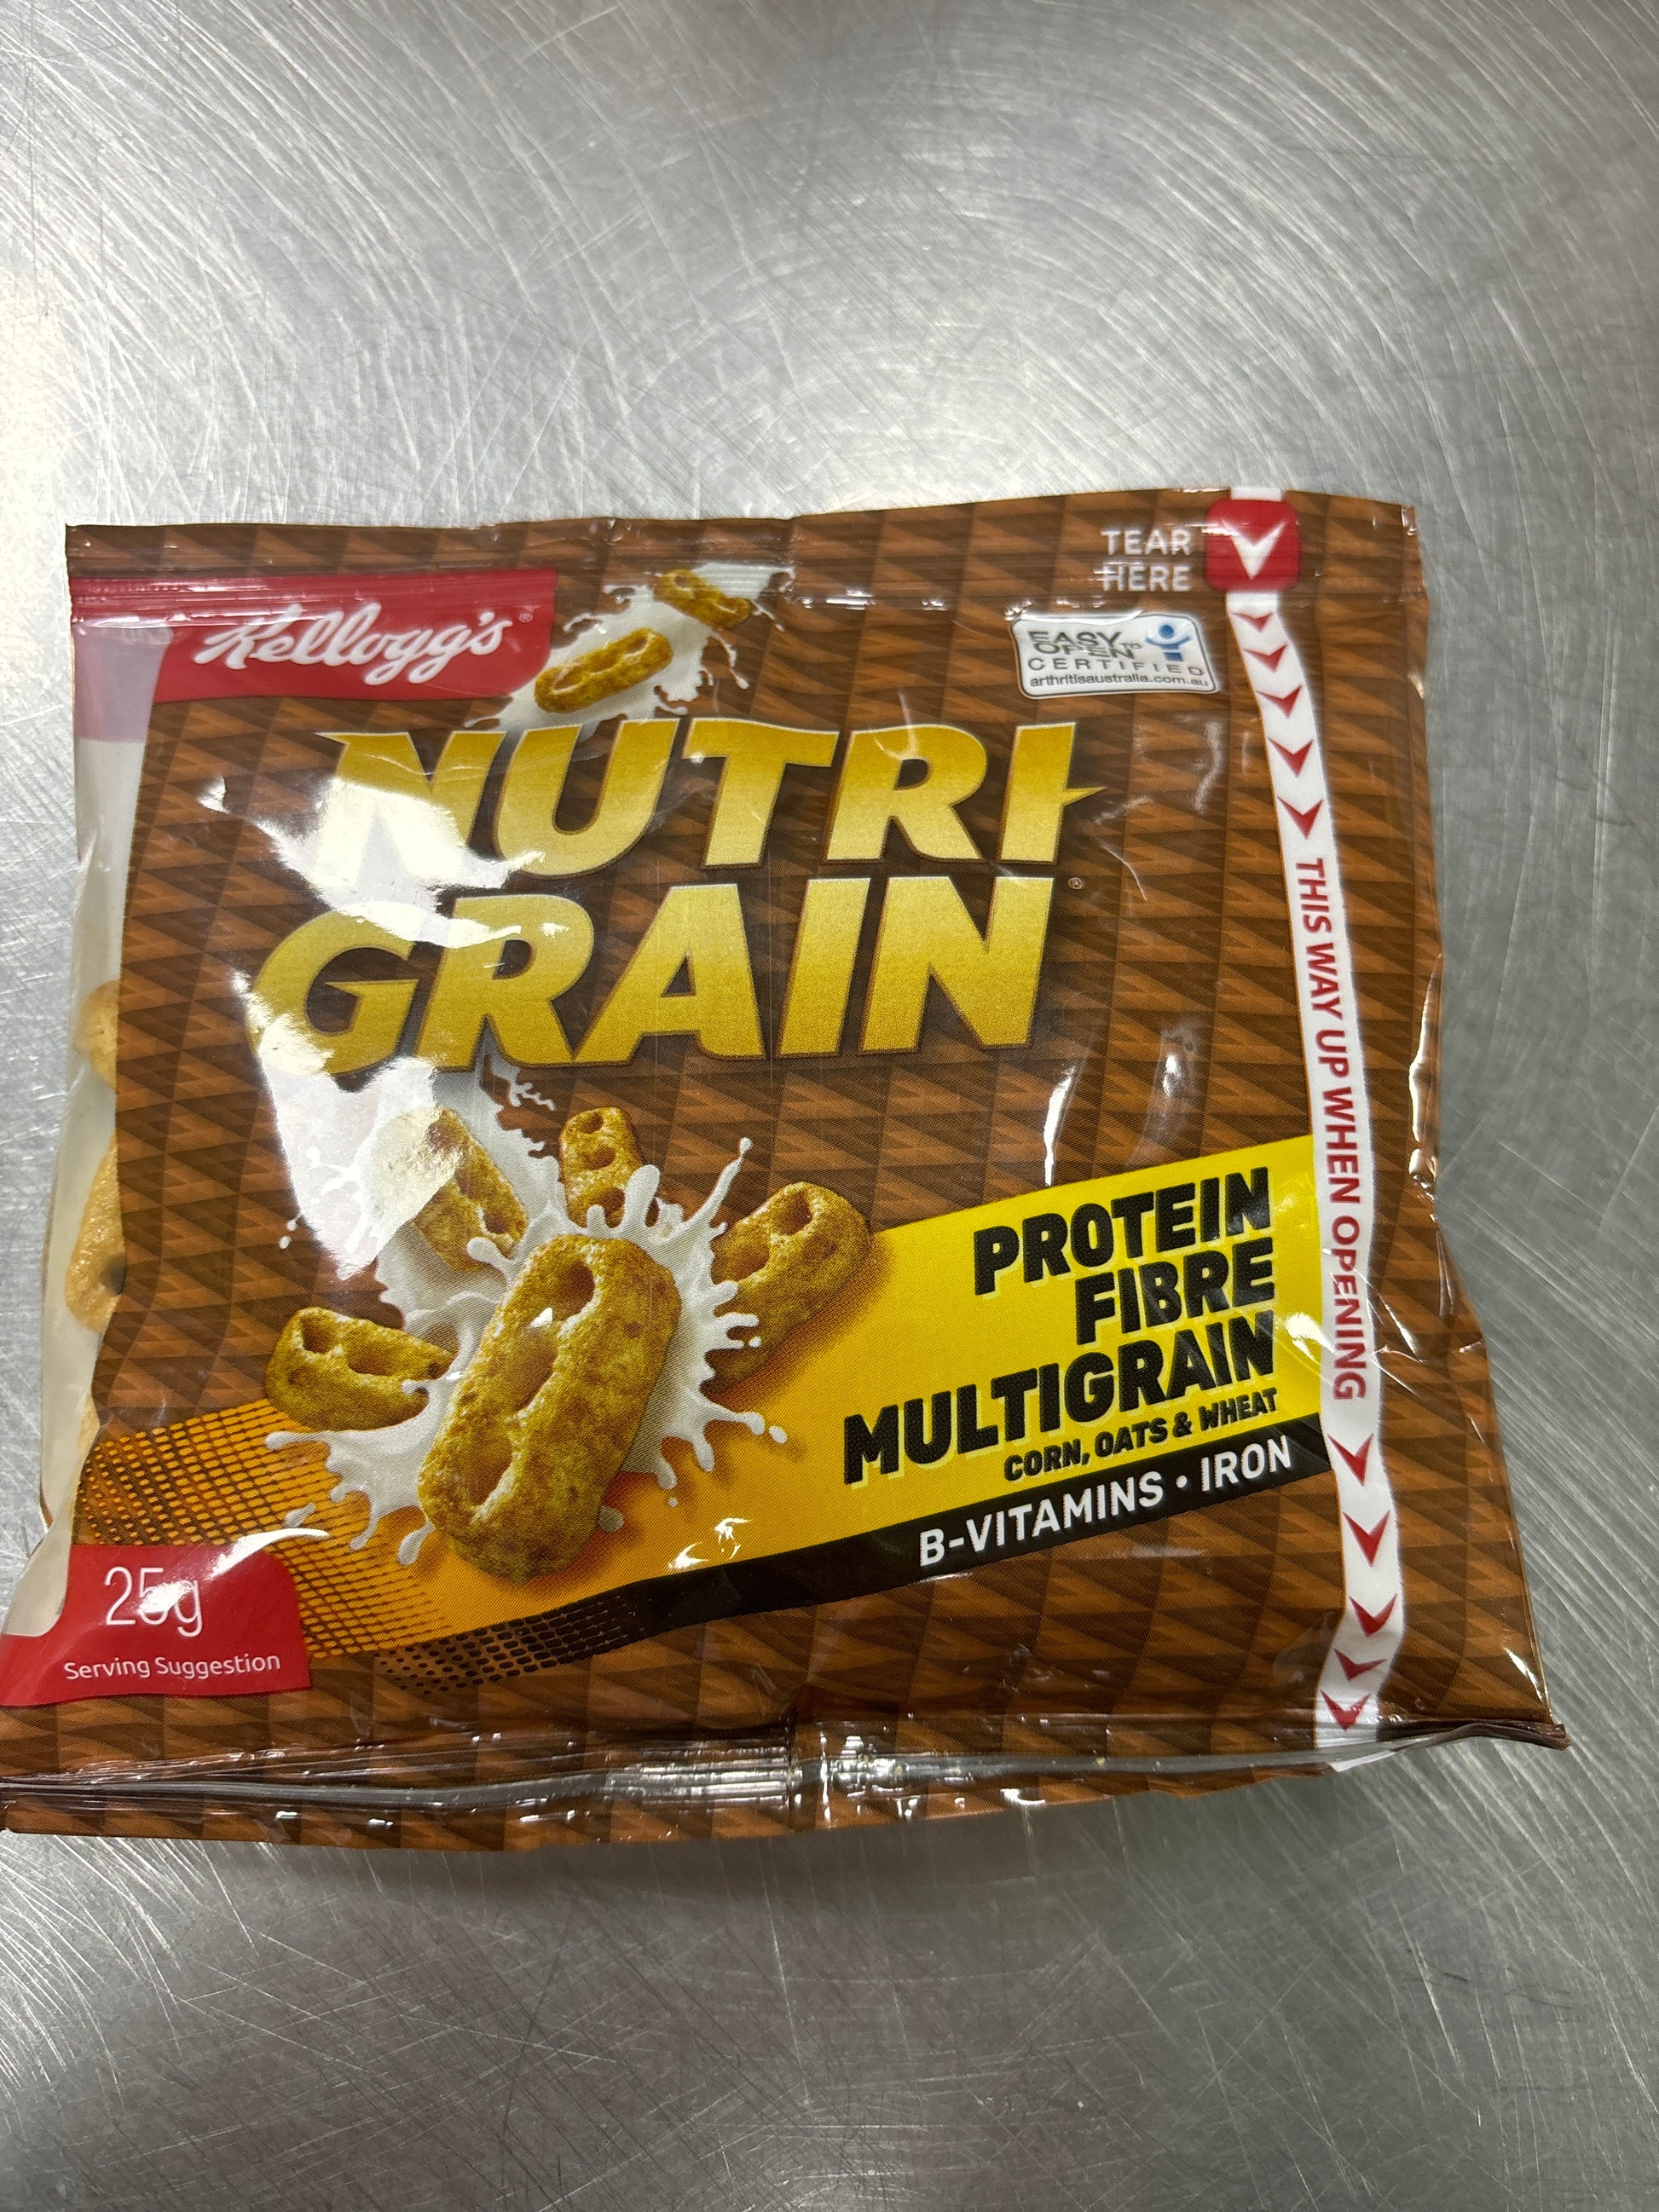 TEAR
HERE
Kellogg's®
EASY
OPEN
CERTIFIED
arthritisaustralia.com.au
NUTRI-
GRAIN®
THIS WAY UP WHEN OPENING
PROTEIN
FIBRE
MULTIGRAIN
CORN, OATS & WHEAT
B-VITAMINS • IRON
25g
Serving Suggestion